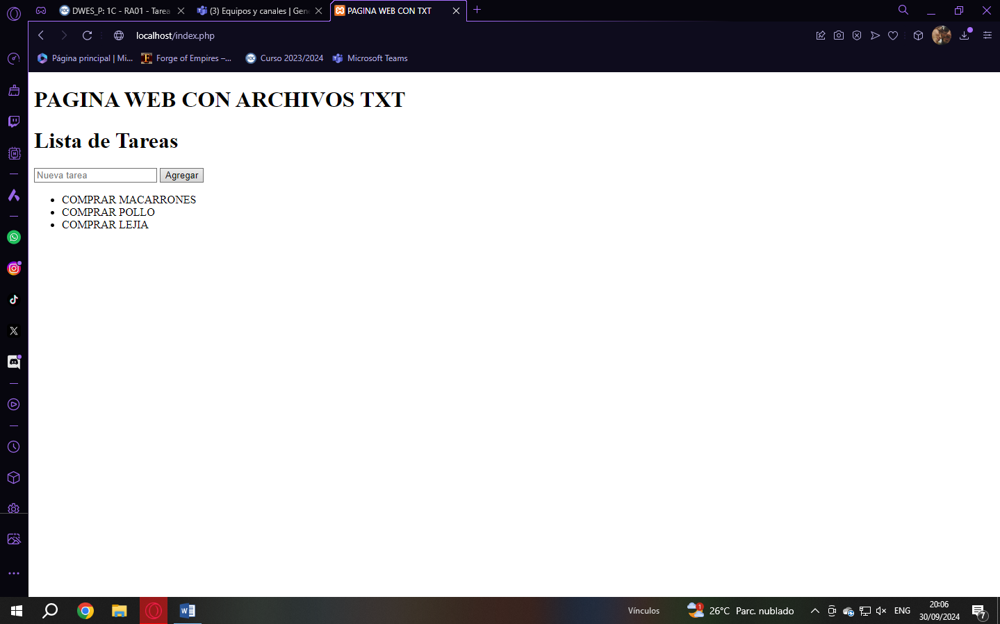 DWES_P: 1C - RA01 - Tarea
(3) Equipos y canales | Gene
PAGINA WEB CON TXT
localhost/index.php
Página principal | Mi...
Forge of Empires –...
Curso 2023/2024
Microsoft Teams
PAGINA WEB CON ARCHIVOS TXT
Lista de Tareas
Nueva tarea
Agregar
COMPRAR MACARRONES
COMPRAR POLLO
COMPRAR LEJIA
Vínculos
1
26°C Parc. nublado
ENG
20:06
30/09/2024
7